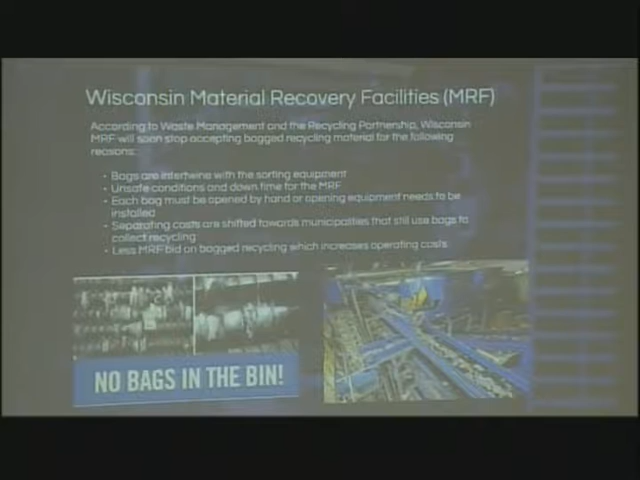 Wisconsin Material Recovery Facilities (MRF)
According to Waste Management and the Recycling Partnership, Wisconsin
MRF will soon stop accepting bagged recycling material for the following
reasons:
- Bags are intertwine with the sorting equipment
- Unsafe conditions and down time for the MRF
- Each bag must be opened by hand or opening equipment needs to be
installed
- Separating costs are shifted towards municipalities that still use bags to
collect recycling
- Less MRF bid on bagged recycling which increases operating costs
NO BAGS IN THE BIN!